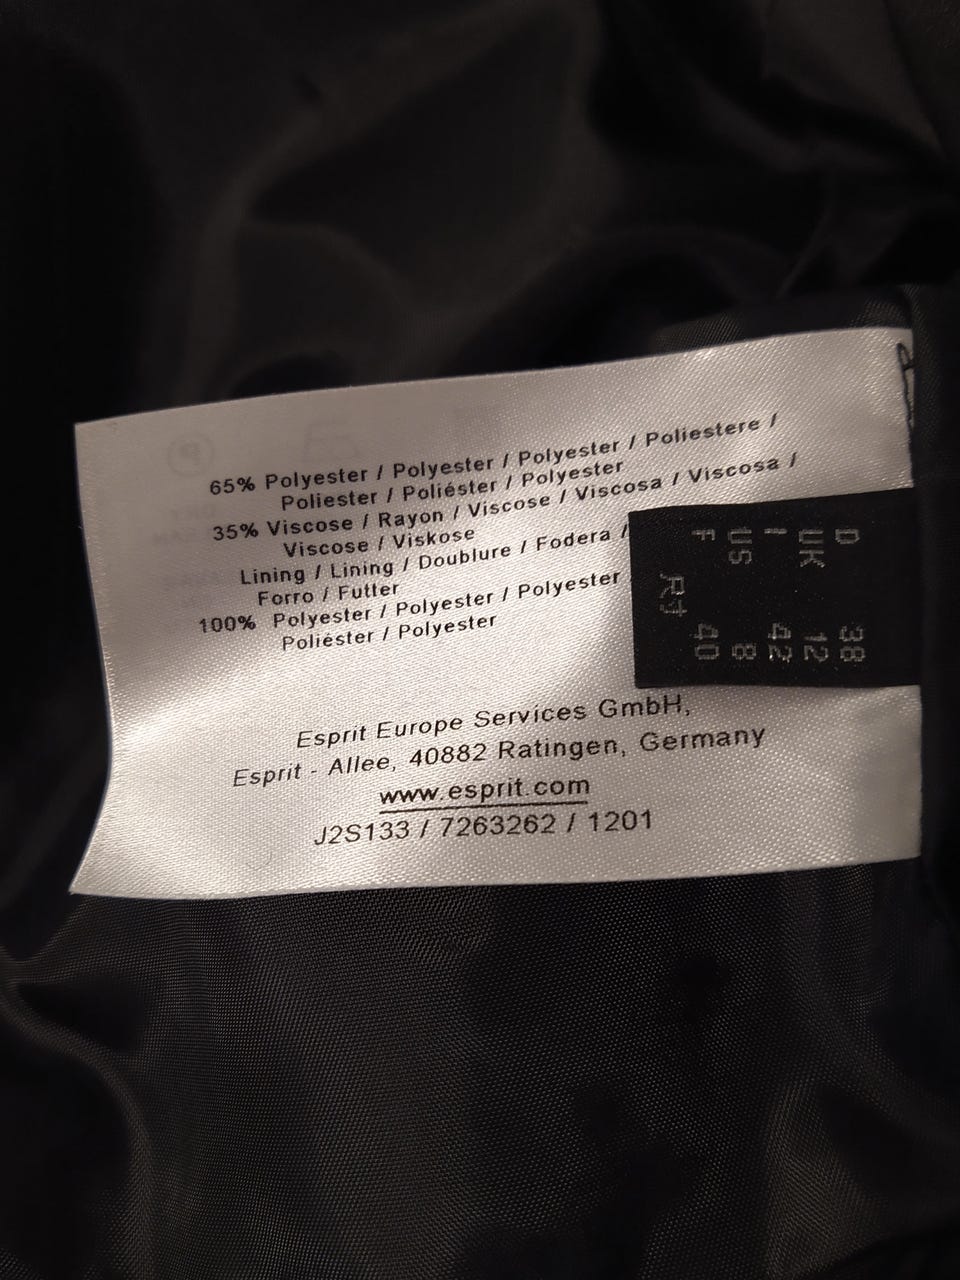 65% Polyester / Polyester / Polyester / Poliestere /
Poliester / Poliéster / Polyester
35% Viscose / Rayon / Viscose / Viscosa / Viscosa /
Viscose / Viskose
Lining / Lining / Doublure / Fodera /
Forro / Futter
100% Polyester / Polyester / Polyester
Poliéster / Polyester
Esprit Europe Services GmbH,
Esprit - Allee, 40882 Ratingen, Germany
www.esprit.com
J2S133 / 7263262 / 1201
D 38
UK 12
I 42
US 8
F 40
尺寸